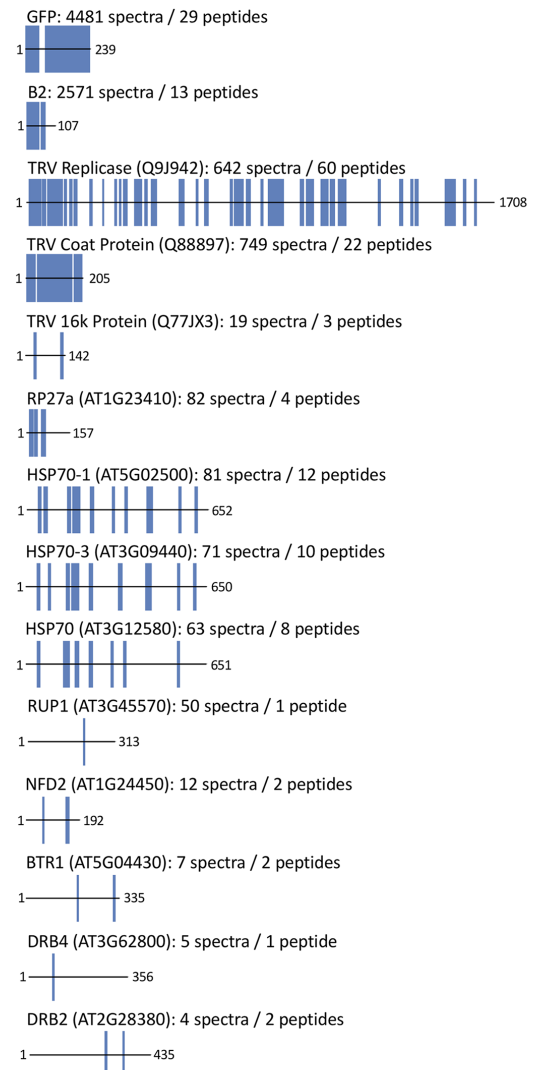 GFP: 4481 spectra / 29 peptides
1 239
B2: 2571 spectra / 13 peptides
1 107
TRV Replicase (Q9J942): 642 spectra / 60 peptides
1 1708
TRV Coat Protein (Q88897): 749 spectra / 22 peptides
1 205
TRV 16k Protein (Q77JX3): 19 spectra / 3 peptides
1 142
RP27a (AT1G23410): 82 spectra / 4 peptides
1 157
HSP70-1 (AT5G02500): 81 spectra / 12 peptides
1 652
HSP70-3 (AT3G09440): 71 spectra / 10 peptides
1 650
HSP70 (AT3G12580): 63 spectra / 8 peptides
1 651
RUP1 (AT3G45570): 50 spectra / 1 peptide
1 313
NFD2 (AT1G24450): 12 spectra / 2 peptides
1 192
BTR1 (AT5G04430): 7 spectra / 2 peptides
1 335
DRB4 (AT3G62800): 5 spectra / 1 peptide
1 356
DRB2 (AT2G28380): 4 spectra / 2 peptides
1 435